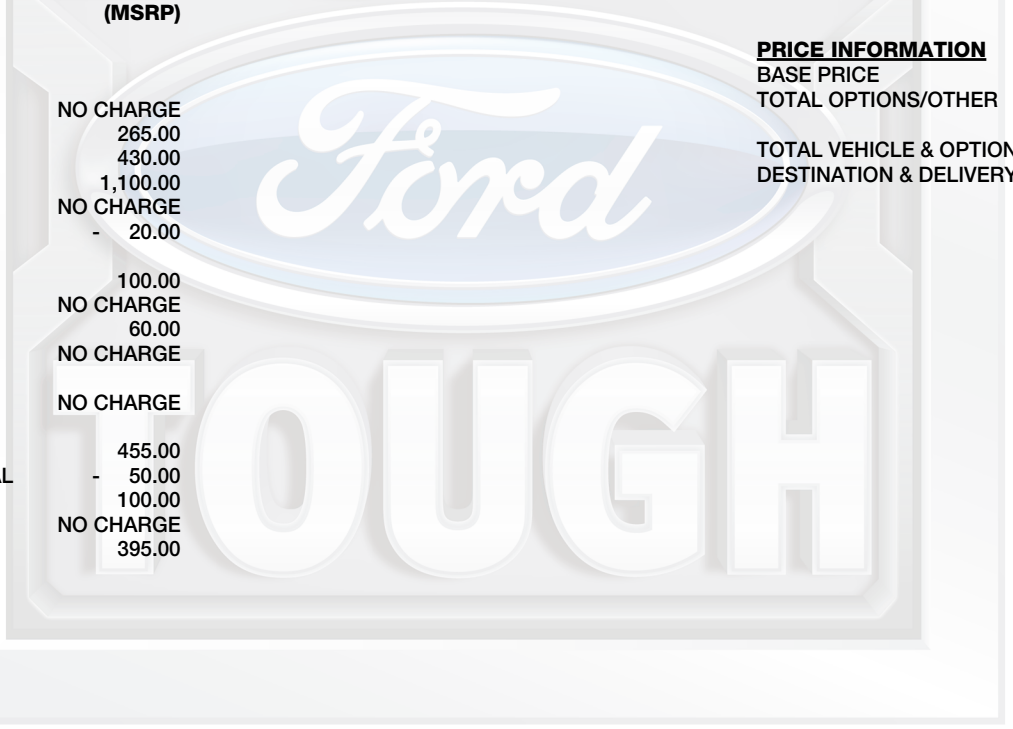 (MSRP)
NO CHARGE
265.00
430.00
1,100.00
NO CHARGE
- 20.00
100.00
NO CHARGE
60.00
NO CHARGE
NO CHARGE
455.00
AL - 50.00
100.00
NO CHARGE
395.00
PRICE INFORMATION
BASE PRICE
TOTAL OPTIONS/OTHER
TOTAL VEHICLE & OPTION
DESTINATION & DELIVERY
Ford
TOUGH